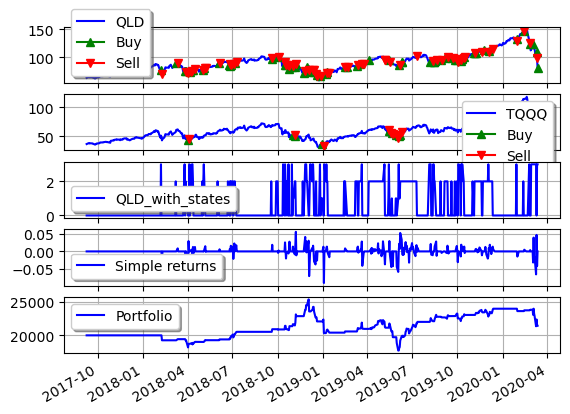 150
100
QLD
Buy
Sell
100
50
TQQQ
Buy
Sell
2
0
QLD_with_states
0.05
0.00
−0.05
Simple returns
25000
20000
Portfolio
2017-10 2018-01 2018-04 2018-07 2018-10 2019-01 2019-04 2019-07 2019-10 2020-01 2020-04